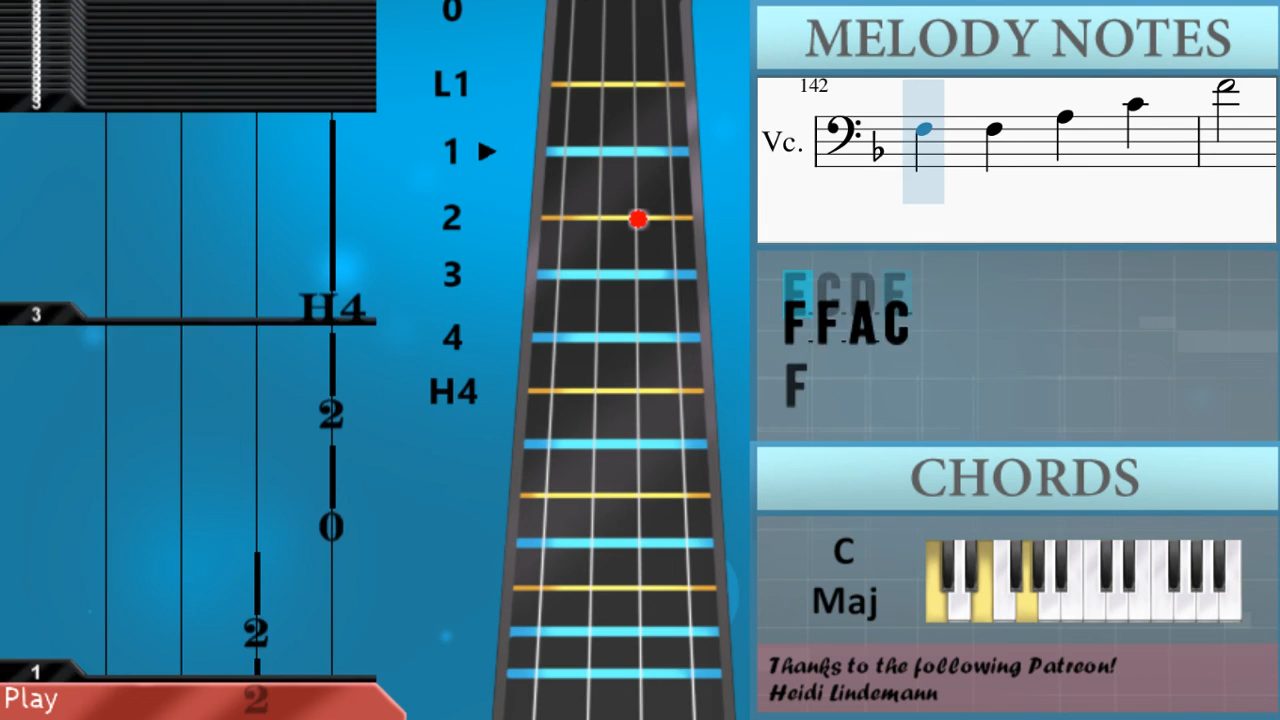 3
3
H4
2
0
2
1
Play
2
0
L1
1
2
3
4
H4
MELODY NOTES
142
Vc.
F C D F
F F A C
F
CHORDS
C
Maj
Thanks to the following Patreon!
Heidi Lindemann